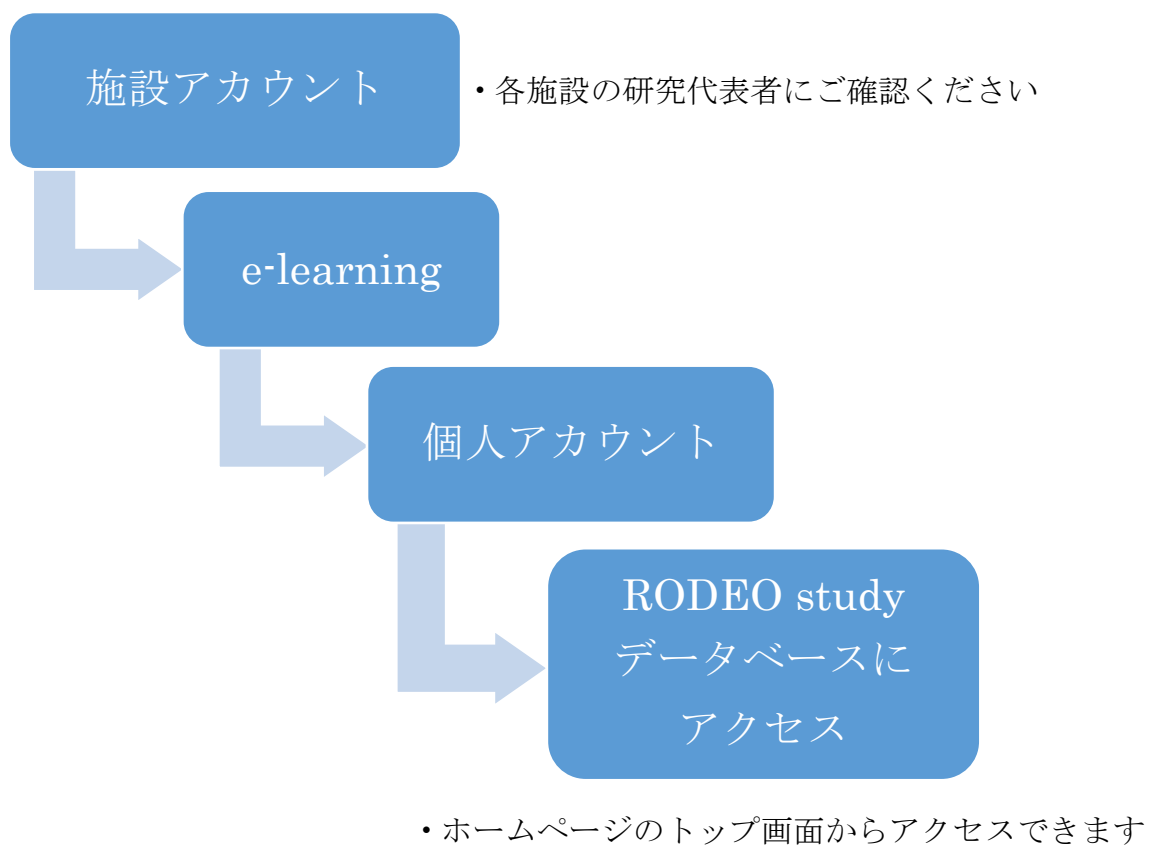 施設アカウント
・各施設の研究代表者にご確認ください
e-learning
個人アカウント
RODEO study
データベースに
アクセス
・ホームページのトップ画面からアクセスできます